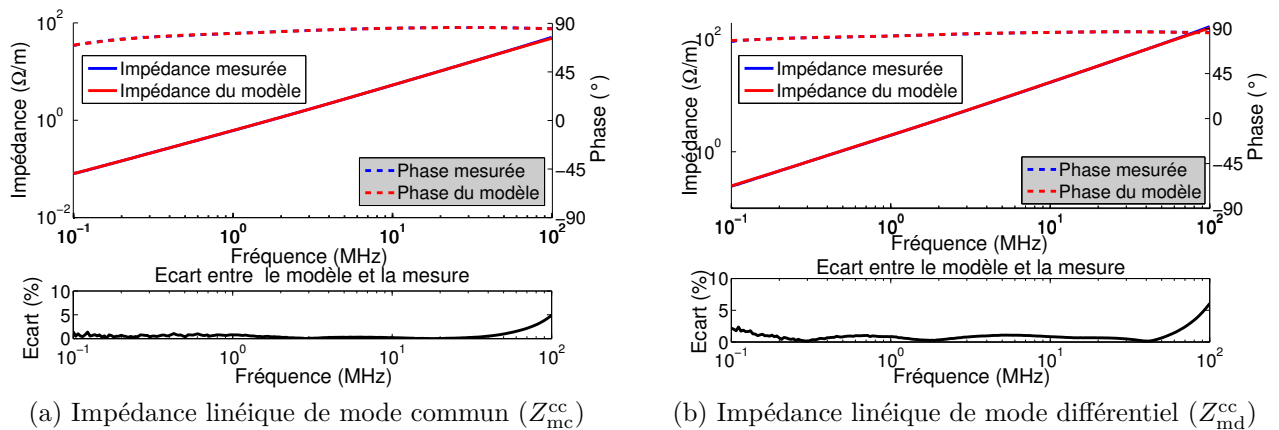 Impédance (Ω/m)
10^2
10^0
10^-2
Impédance mesurée
Impédance du modèle
Phase mesurée
Phase du modèle
90
45
0
−45
−90
Phase (°)
10^-1
10^0
10^1
10^2
Fréquence (MHz)
Ecart entre le modèle et la mesure
Ecart (%)
10
5
0
10^-1
10^0
10^1
10^2
Fréquence (MHz)
(a) Impédance linéique de mode commun (Z_mc^cc)
Impédance (Ω/m)
10^2
10^0
Impédance mesurée
Impédance du modèle
Phase mesurée
Phase du modèle
90
45
0
−45
−90
Phase (°)
10^-1
10^0
10^1
10^2
Fréquence (MHz)
Ecart entre le modèle et la mesure
Ecart (%)
10
5
0
10^-1
10^0
10^1
10^2
Fréquence (MHz)
(b) Impédance linéique de mode différentiel (Z_md^cc)